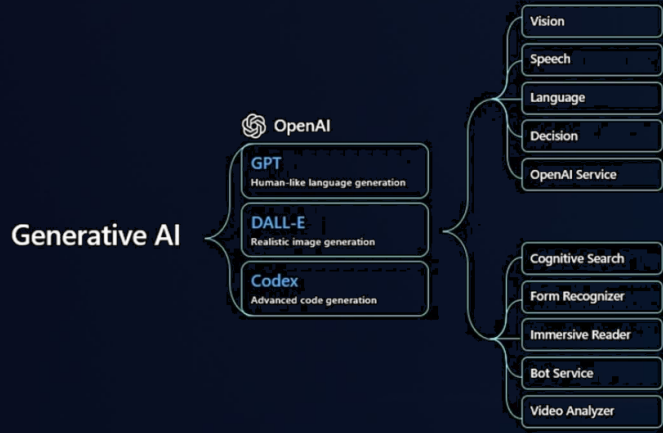 Generative AI
OpenAI
GPT
Human-like language generation
DALL-E
Realistic image generation
Codex
Advanced code generation
Vision
Speech
Language
Decision
OpenAI Service
Cognitive Search
Form Recognizer
Immersive Reader
Bot Service
Video Analyzer